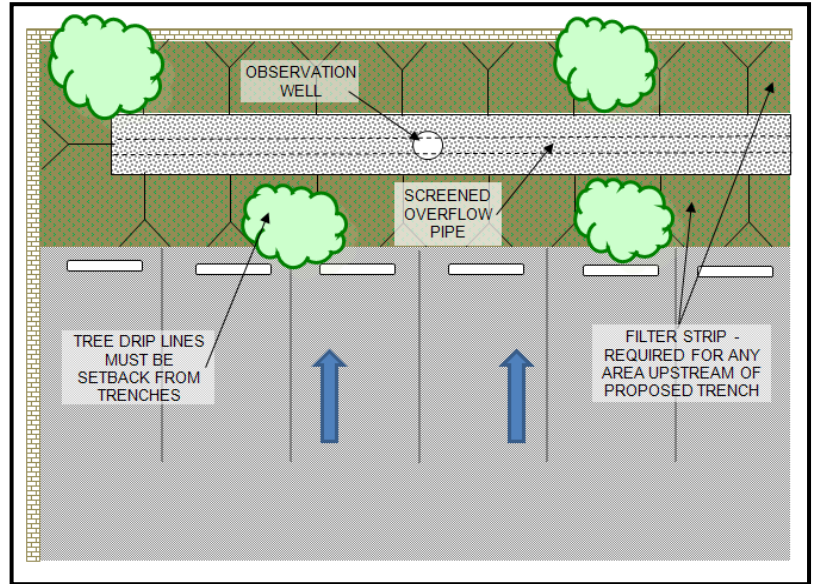 OBSERVATION
WELL
SCREENED
OVERFLOW
PIPE
TREE DRIP LINES
MUST BE
SETBACK FROM
TRENCHES
FILTER STRIP -
REQUIRED FOR ANY
AREA UPSTREAM OF
PROPOSED TRENCH